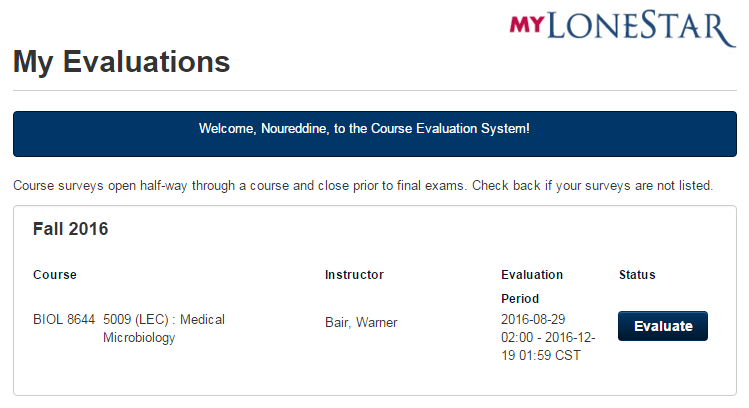 MYLONESTAR
My Evaluations
Welcome, Noureddine, to the Course Evaluation System!
Course surveys open half-way through a course and close prior to final exams. Check back if your surveys are not listed.
Fall 2016
Course Instructor Evaluation Period Status
BIOL 8644 5009 (LEC) : Medical Microbiology
Bair, Warner
2016-08-29
02:00 - 2016-12-
19 01:59 CST
Evaluate